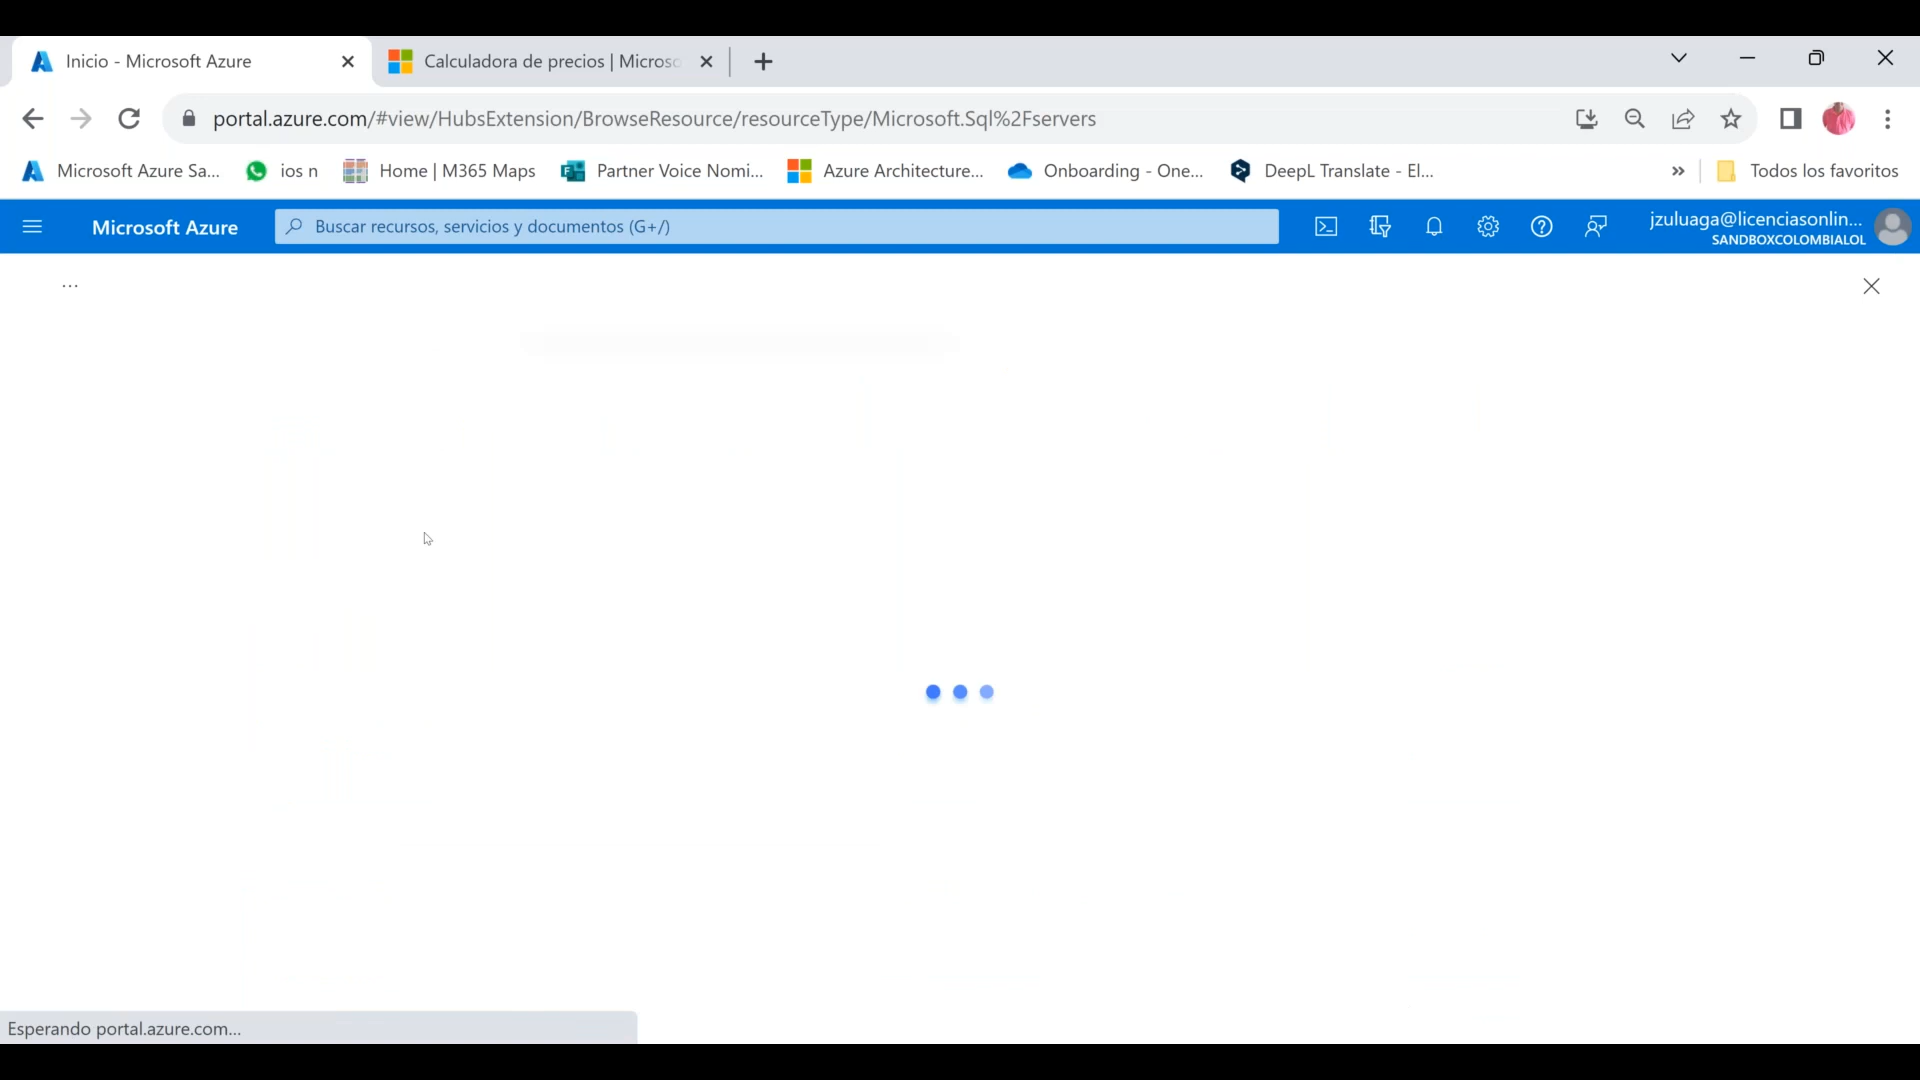 Inicio - Microsoft Azure
Calculadora de precios | Micros
portal.azure.com/#view/HubsExtension/BrowseResource/resourceType/Microsoft.Sql%2Fservers
Microsoft Azure Sa... ios n Home | M365 Maps Partner Voice Nomi... Azure Architecture... Onboarding - One... DeepL Translate - El... » Todos los favoritos
Microsoft Azure
Buscar recursos, servicios y documentos (G+/)
jzuluaga@licenciasonlin...
SANDBOXCOLOMBIALOL
...
Esperando portal.azure.com...